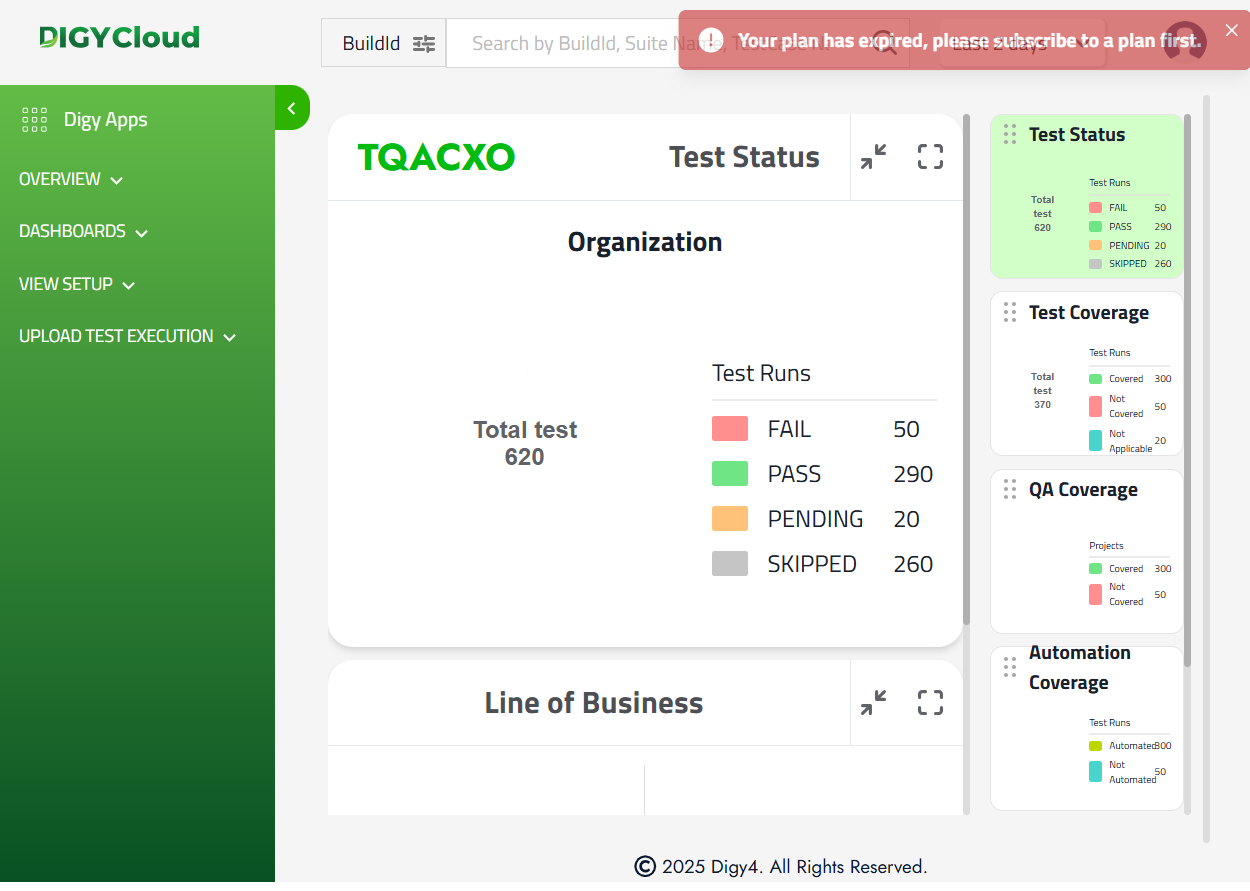 DIGYCloud
BuildId
Search by BuildId, Suite Name, Testcase
Last 2 days
Your plan has expired, please subscribe to a plan first.
Digy Apps
OVERVIEW
DASHBOARDS
VIEW SETUP
UPLOAD TEST EXECUTION
TQACXO
Test Status
Organization
Total test
620
Test Runs
FAIL 50
PASS 290
PENDING 20
SKIPPED 260
Line of Business
Test Status
Total
test
620
Test Runs
FAIL 50
PASS 290
PENDING 20
SKIPPED 260
Test Coverage
Total
test
370
Test Runs
Covered 300
Not
Covered 50
Not
Applicable 20
QA Coverage
Projects
Covered 300
Not
Covered 50
Automation
Coverage
Test Runs
Automated 300
Not
Automated 50
© 2025 Digy4. All Rights Reserved.